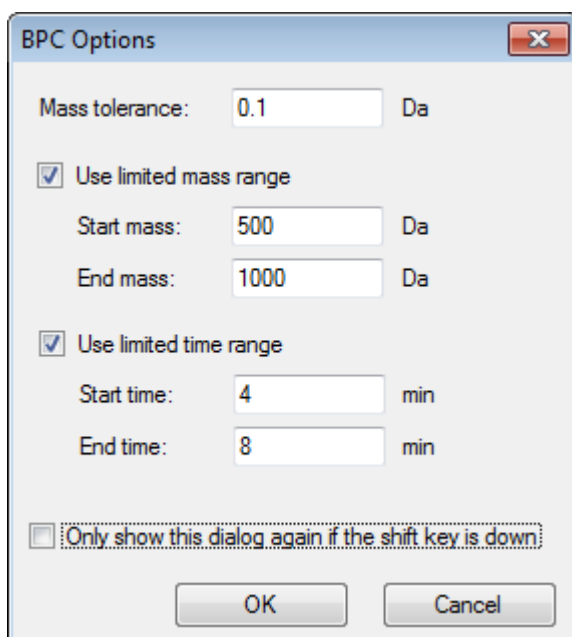 BPC Options
Mass tolerance: 0.1 Da
Use limited mass range
Start mass: 500 Da
End mass: 1000 Da
Use limited time range
Start time: 4 min
End time: 8 min
Only show this dialog again if the shift key is down
OK Cancel